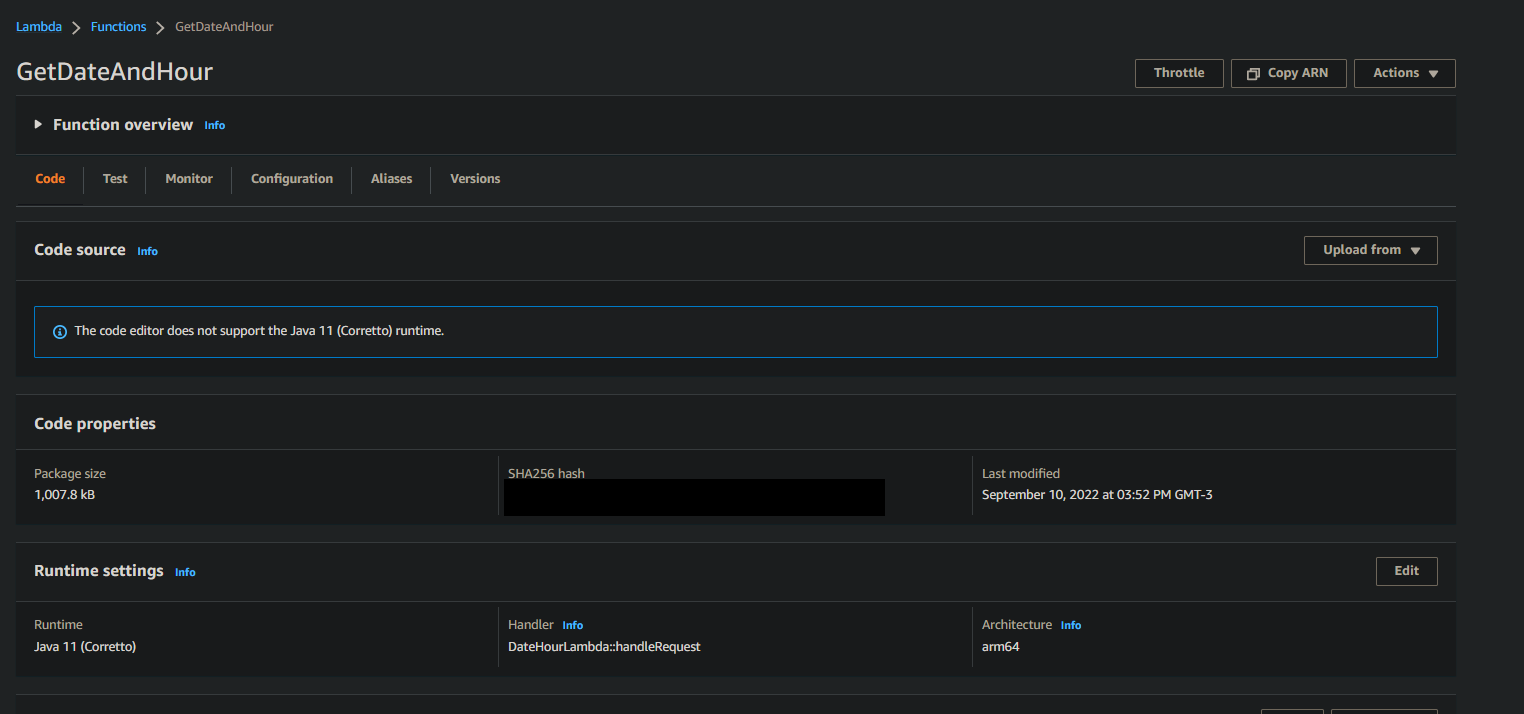 Lambda > Functions > GetDateAndHour
GetDateAndHour
Throttle Copy ARN Actions
Function overview Info
Code Test Monitor Configuration Aliases Versions
Code source Info
Upload from
The code editor does not support the Java 11 (Corretto) runtime.
Code properties
Package size SHA256 hash Last modified
1,007.8 kB September 10, 2022 at 03:52 PM GMT-3
Runtime settings Info
Edit
Runtime Handler Info Architecture Info
Java 11 (Corretto) DateHourLambda::handleRequest arm64